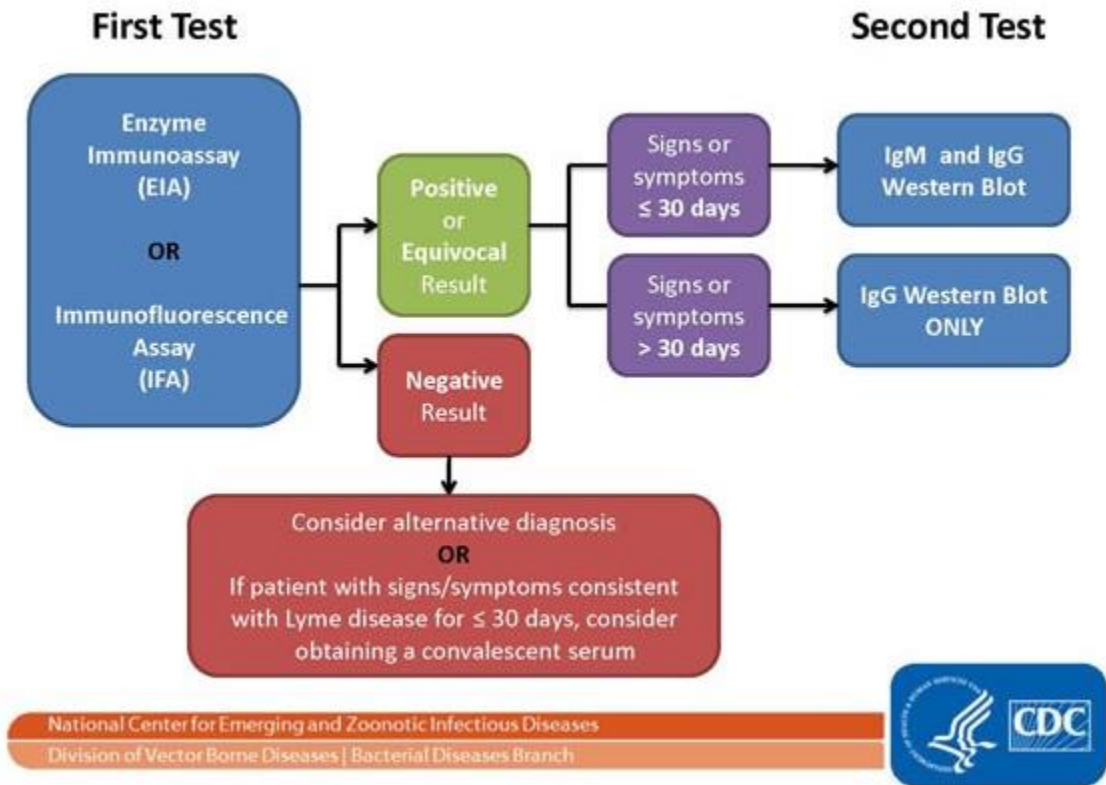 First Test
Second Test
Enzyme
Immunoassay
(EIA)
OR
Immunofluorescence
Assay
(IFA)
Positive
or
Equivocal
Result
Negative
Result
Signs or
symptoms
≤ 30 days
Signs or
symptoms
> 30 days
IgM and IgG
Western Blot
IgG Western Blot
ONLY
Consider alternative diagnosis
OR
If patient with signs/symptoms consistent
with Lyme disease for ≤ 30 days, consider
obtaining a convalescent serum
National Center for Emerging and Zoonotic Infectious Diseases
Division of Vector Borne Diseases | Bacterial Diseases Branch
CDC